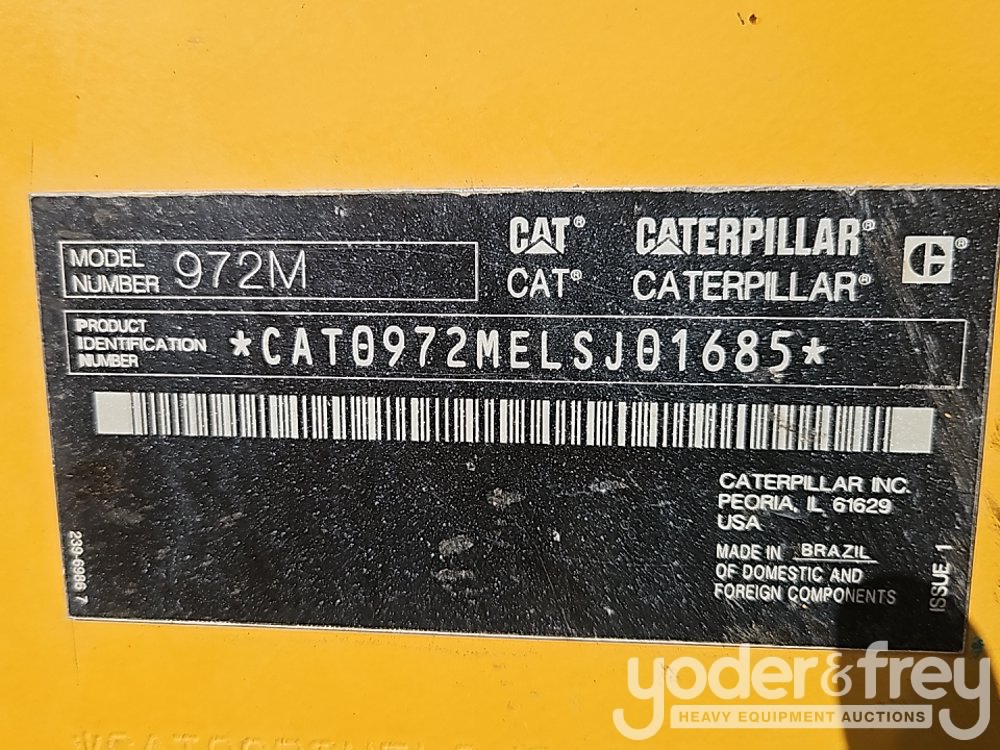 CAT® CATERPILLAR®
CAT® CATERPILLAR®
MODEL NUMBER 972M
PRODUCT IDENTIFICATION NUMBER *CAT0972MELSJ01685*
CATERPILLAR INC.
PEORIA, IL 61629
USA
MADE IN BRAZIL
OF DOMESTIC AND
FOREIGN COMPONENTS
ISSUE 1
239-6986 7
yoder&frey
HEAVY EQUIPMENT AUCTIONS